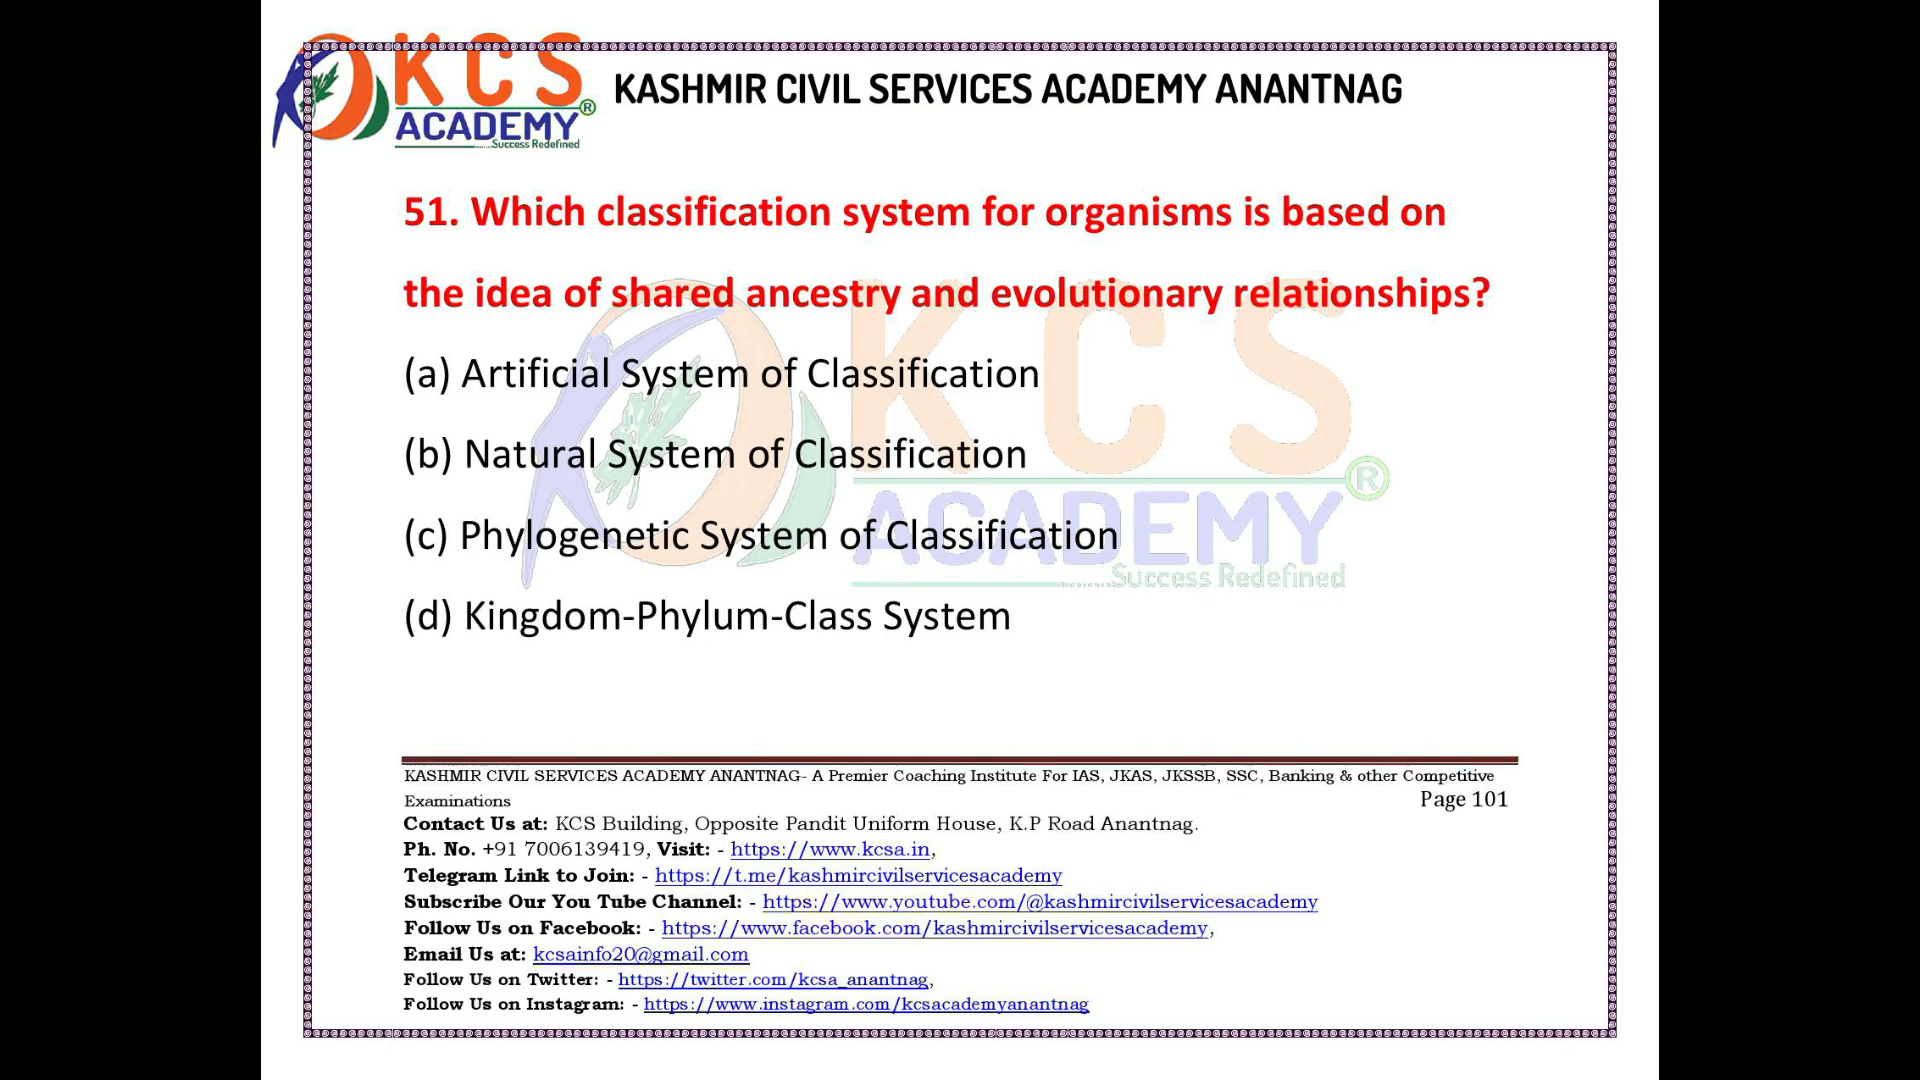 KCS
ACADEMY®
......Success Redefined
KASHMIR CIVIL SERVICES ACADEMY ANANTNAG
51. Which classification system for organisms is based on
the idea of shared ancestry and evolutionary relationships?
(a) Artificial System of Classification
(b) Natural System of Classification
(c) Phylogenetic System of Classification
(d) Kingdom-Phylum-Class System
KCS
ACADEMY®
.......Success Redefined
KASHMIR CIVIL SERVICES ACADEMY ANANTNAG- A Premier Coaching Institute For IAS, JKAS, JKSSB, SSC, Banking & other Competitive
Examinations Page 101
Contact Us at: KCS Building, Opposite Pandit Uniform House, K.P Road Anantnag.
Ph. No. +91 7006139419, Visit: - https://www.kcsa.in,
Telegram Link to Join: - https://t.me/kashmircivilservicesacademy
Subscribe Our You Tube Channel: - https://www.youtube.com/@kashmircivilservicesacademy
Follow Us on Facebook: - https://www.facebook.com/kashmircivilservicesacademy,
Email Us at: kcsainfo20@gmail.com
Follow Us on Twitter: - https://twitter.com/kcsa_anantnag,
Follow Us on Instagram: - https://www.instagram.com/kcsacademyanantnag